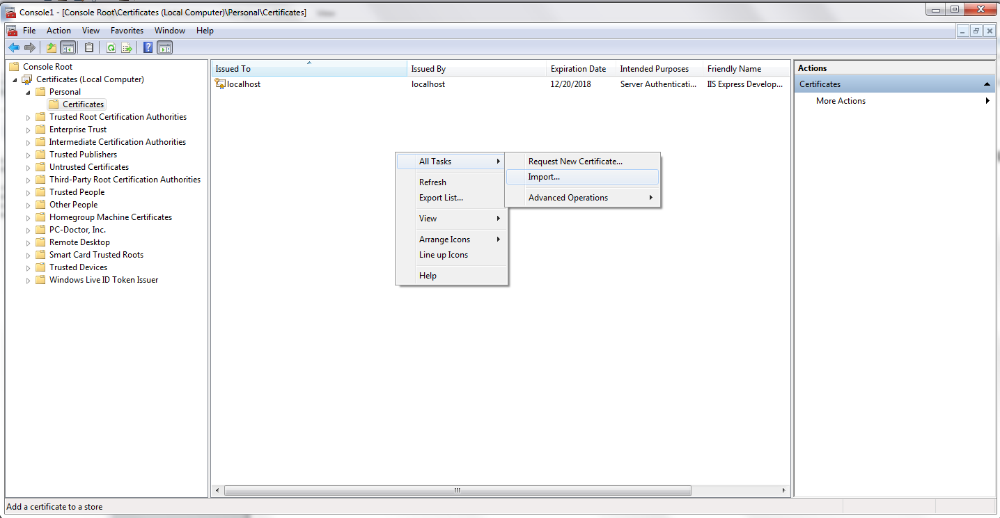 Console1 - [Console Root\Certificates (Local Computer)\Personal\Certificates]
File Action View Favorites Window Help
Console Root
Certificates (Local Computer)
Personal
Certificates
Trusted Root Certification Authorities
Enterprise Trust
Intermediate Certification Authorities
Trusted Publishers
Untrusted Certificates
Third-Party Root Certification Authorities
Trusted People
Other People
Homegroup Machine Certificates
PC-Doctor, Inc.
Remote Desktop
Smart Card Trusted Roots
Trusted Devices
Windows Live ID Token Issuer
Issued To Issued By Expiration Date Intended Purposes Friendly Name
localhost localhost 12/20/2018 Server Authenticati... IIS Express Develop...
All Tasks
Refresh
Export List...
View
Arrange Icons
Line up Icons
Help
Request New Certificate...
Import...
Advanced Operations
Actions
Certificates
More Actions
Add a certificate to a store